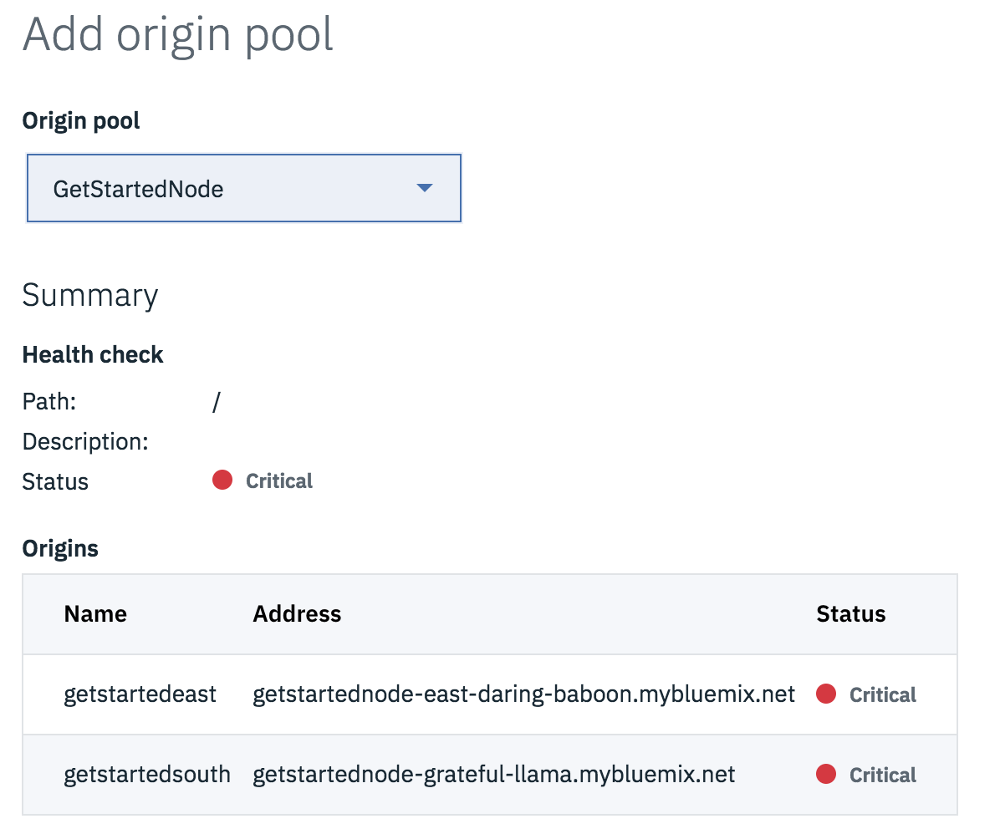 Add origin pool
Origin pool
GetStartedNode
Summary
Health check
Path: /
Description:
Status Critical
Origins
Name Address Status
getstartedeast getstartednode-east-daring-baboon.mybluemix.net Critical
getstartedsouth getstartednode-grateful-llama.mybluemix.net Critical